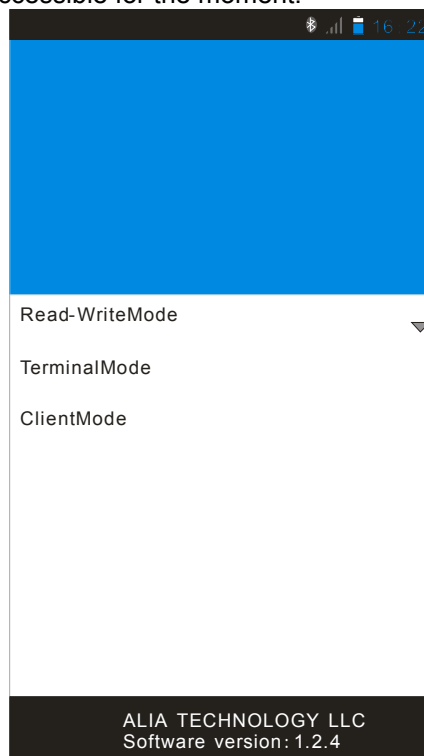 ccessible for the moment.
16:22
Read-WriteMode
TerminalMode
ClientMode
ALIA TECHNOLOGY LLC
Software version:1.2.4